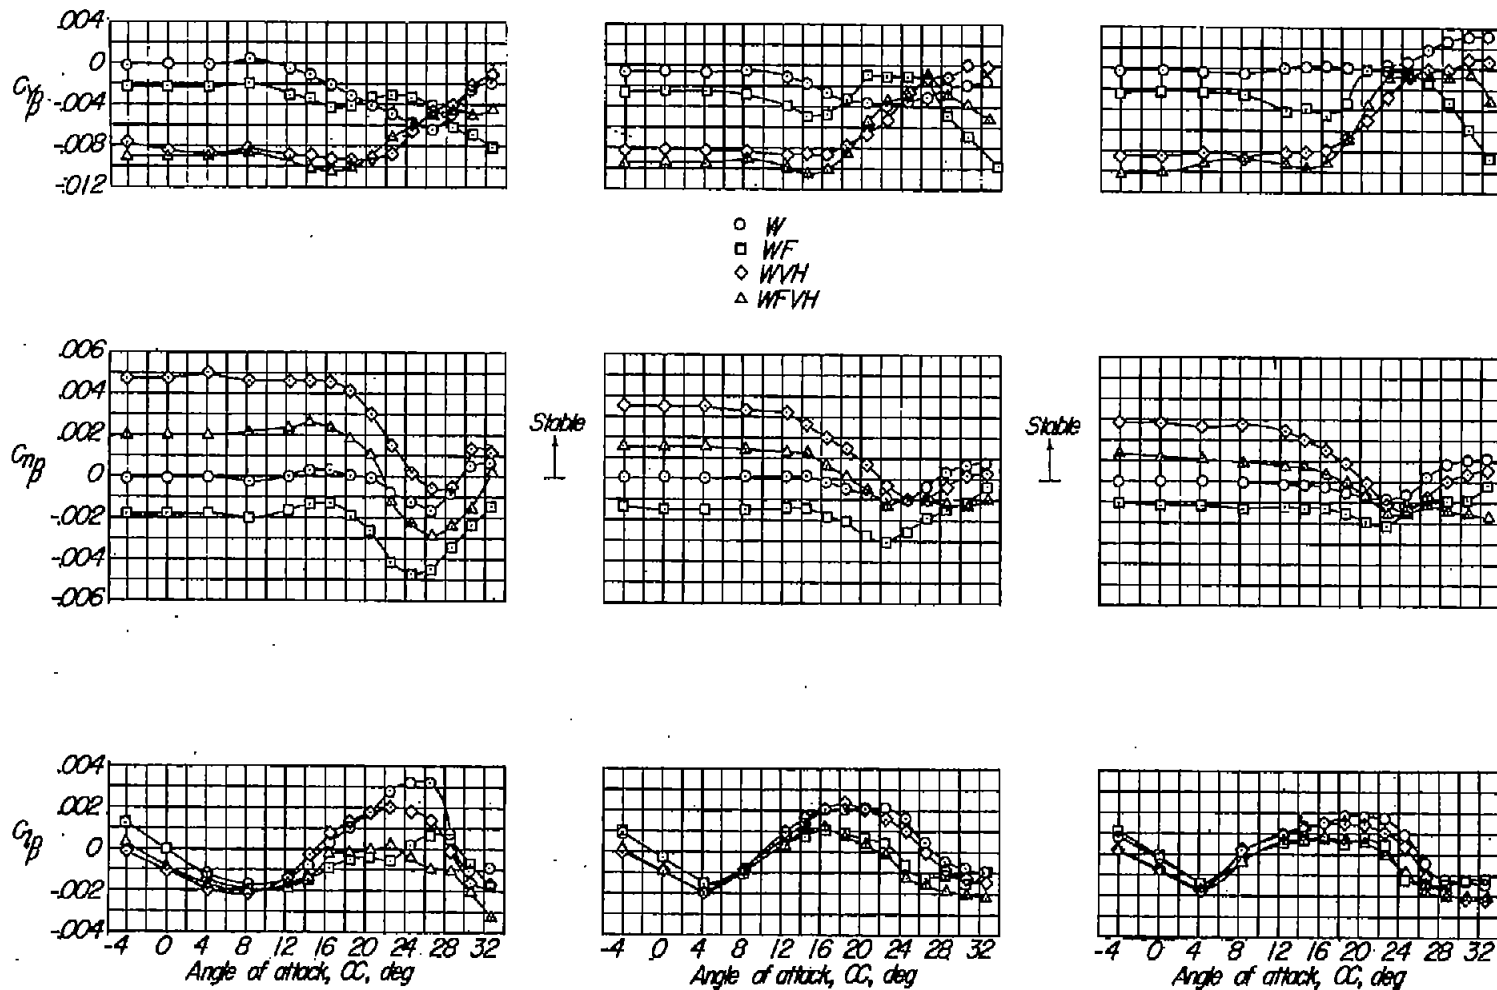 .004
0
-.004
-.008
-.012
CYβ
W
WF
WVH
WFVH
.006
.004
.002
0
-.002
-.004
-.006
Cnβ
Stable
Stable
.004
.002
0
-.002
-.004
Clβ
-4 0 4 8 12 16 20 24 28 32
-4 0 4 8 12 16 20 24 28 32
-4 0 4 8 12 16 20 24 28 32
Angle of attack, α, deg
Angle of attack, α, deg
Angle of attack, α, deg